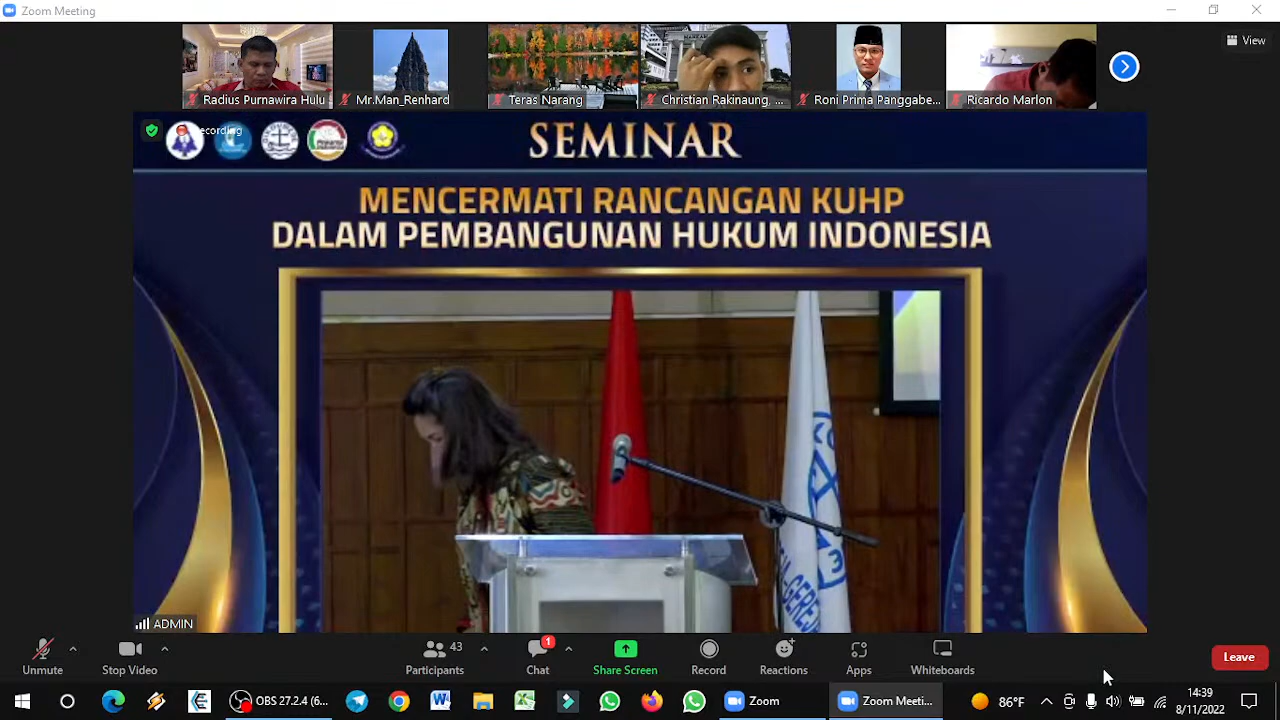 Zoom Meeting
View
Radius Purnawira Hulu
Mr.Man_Renhard
Teras Narang
Christian Rakinaung, ...
Roni Prima Panggabe...
Ricardo Marlon
Recording
SEMINAR
MENCERMATI RANCANGAN KUHP
DALAM PEMBANGUNAN HUKUM INDONESIA
ADMIN
Unmute
Stop Video
Participants
43
Chat
1
Share Screen
Record
Reactions
Apps
Whiteboards
Leave
OBS 27.2.4 (6...
Zoom
Zoom Meeti...
86°F
14:39
8/11/2022